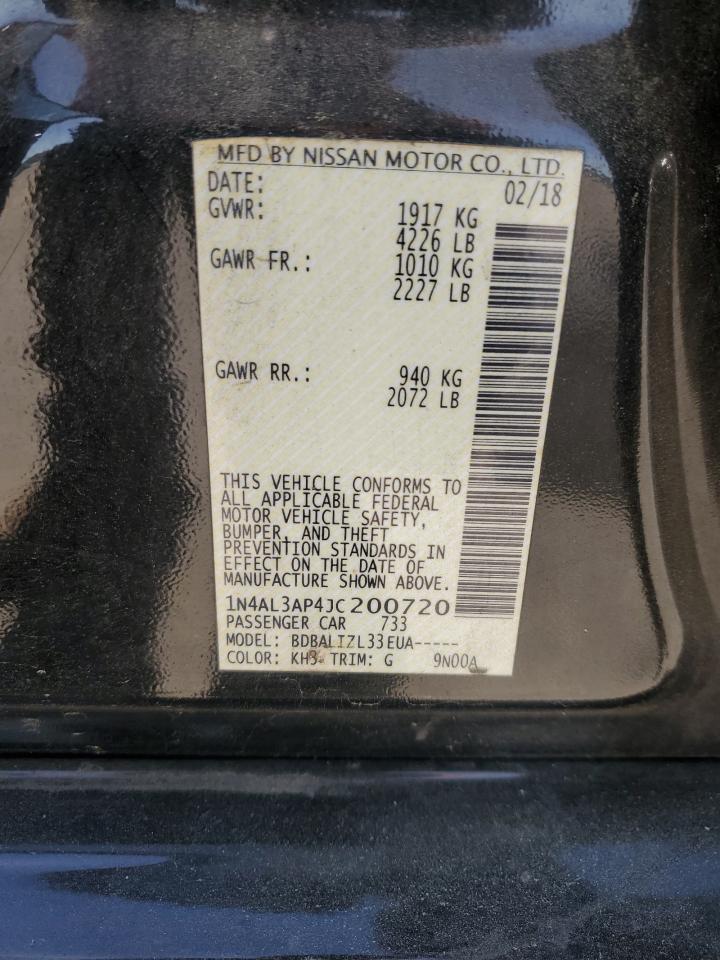 MFD BY NISSAN MOTOR CO., LTD.
DATE: 02/18
GVWR: 1917 KG
4226 LB
GAWR FR.: 1010 KG
2227 LB
GAWR RR.: 940 KG
2072 LB
THIS VEHICLE CONFORMS TO
ALL APPLICABLE FEDERAL
MOTOR VEHICLE SAFETY,
BUMPER, AND THEFT
PREVENTION STANDARDS IN
EFFECT ON THE DATE OF
MANUFACTURE SHOWN ABOVE.
1N4AL3AP4JC200720
PASSENGER CAR 733
MODEL: BDBALIZL33EUA-----
COLOR: KH3 TRIM: G 9N00A